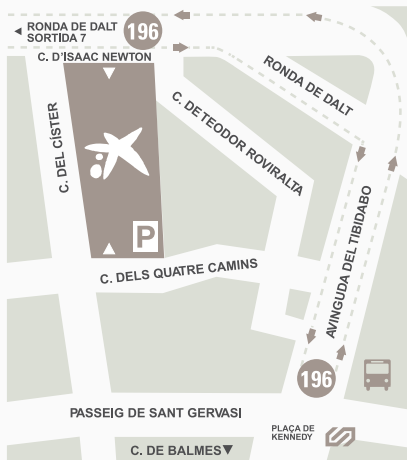 RONDA DE DALT
SORTIDA 7
196
C. D'ISAAC NEWTON
RONDA DE DALT
C. DE TEODOR ROVIRALTA
C. DEL CÍSTER
P
AVINGUDA DEL TIBIDABO
C. DELS QUATRE CAMINS
196
PASSEIG DE SANT GERVASI
PLAÇA DE
KENNEDY
C. DE BALMES